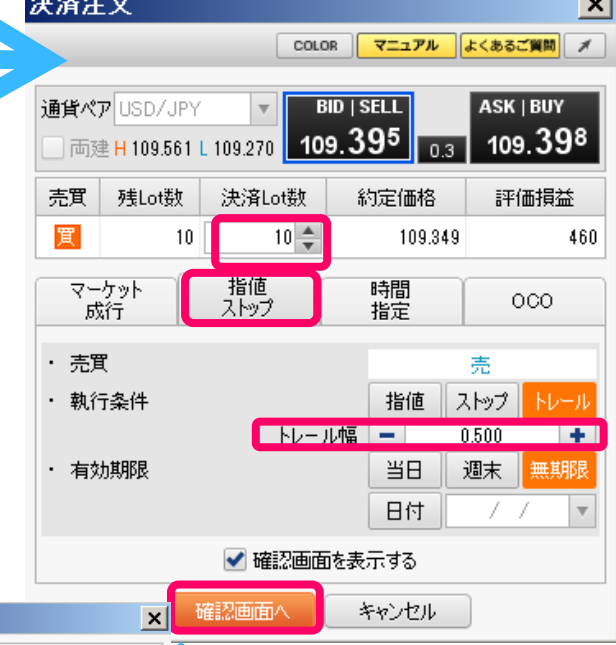 決済注文
COLOR マニュアル よくあるご質問
通貨ペア USD/JPY BID | SELL ASK | BUY
両建 H 109.561 L 109.270 109.395 0.3 109.398
売買 残Lot数 決済Lot数 約定価格 評価損益
買 10 10 109.349 460
マーケット 指値 時間 OCO
成行 ストップ 指定
・ 売買 売
・ 執行条件 指値 ストップ トレール
トレール幅 0.500
・ 有効期限 当日 週末 無期限
日付 / /
確認画面を表示する
確認画面へ キャンセル